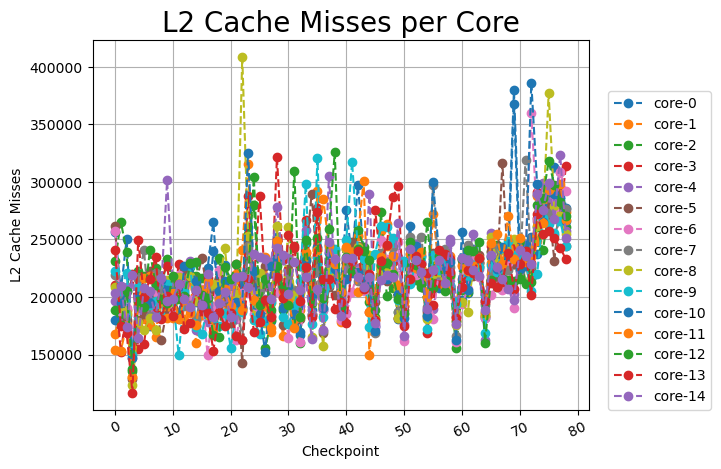 L2 Cache Misses per Core
L2 Cache Misses
400000
350000
300000
250000
200000
150000
0
10
20
30
40
50
60
70
80
Checkpoint
core-0
core-1
core-2
core-3
core-4
core-5
core-6
core-7
core-8
core-9
core-10
core-11
core-12
core-13
core-14